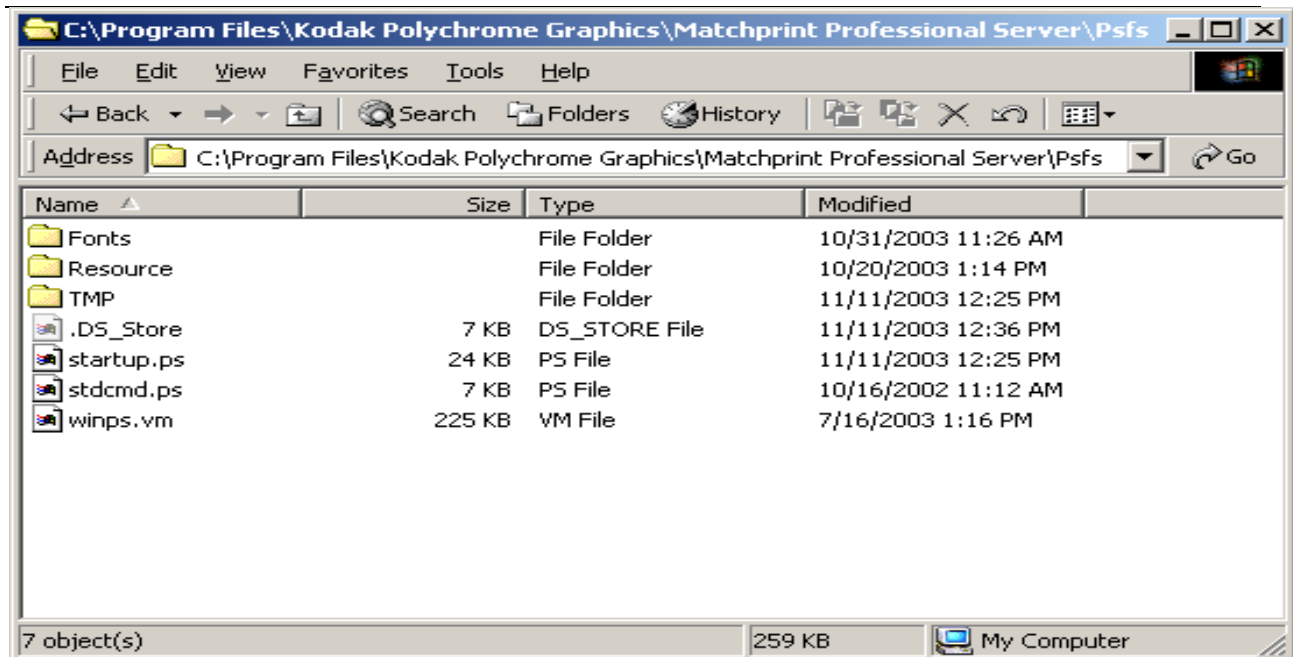 C:\Program Files\Kodak Polychrome Graphics\Matchprint Professional Server\Psfs
File Edit View Favorites Tools Help
Back Search Folders History
Address C:\Program Files\Kodak Polychrome Graphics\Matchprint Professional Server\Psfs Go
Name Size Type Modified
Fonts File Folder 10/31/2003 11:26 AM
Resource File Folder 10/20/2003 1:14 PM
TMP File Folder 11/11/2003 12:25 PM
.DS_Store 7 KB DS_STORE File 11/11/2003 12:36 PM
startup.ps 24 KB PS File 11/11/2003 12:25 PM
stdcmd.ps 7 KB PS File 10/16/2002 11:12 AM
winps.vm 225 KB VM File 7/16/2003 1:16 PM
7 object(s) 259 KB My Computer